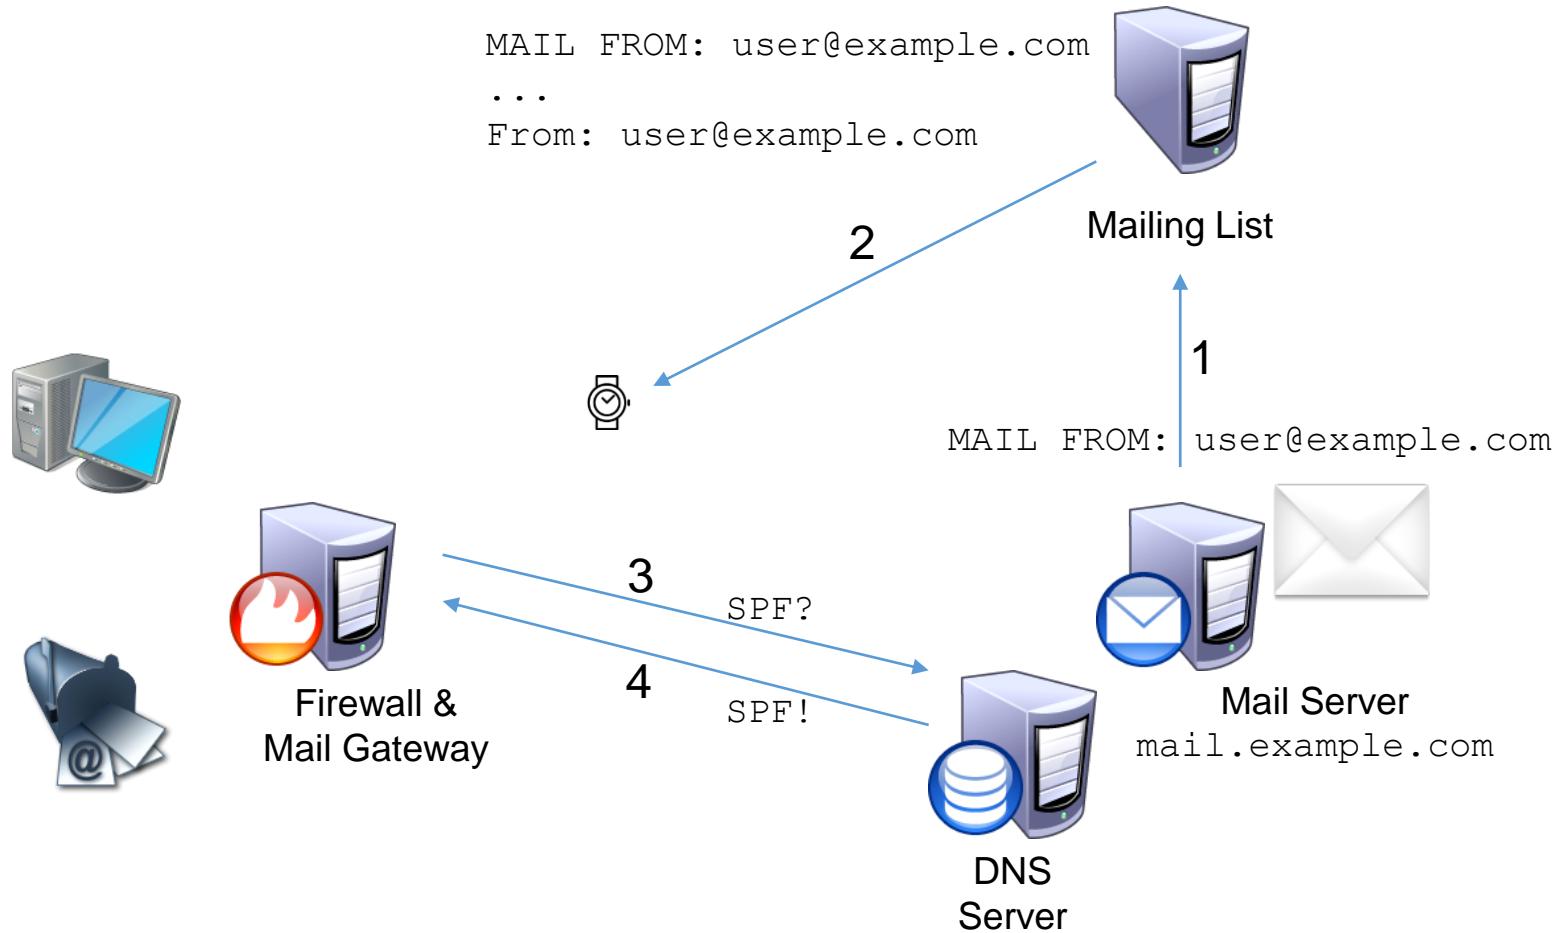 MAIL FROM: user@example.com
...
From: user@example.com
Mailing List
2
1
MAIL FROM: user@example.com
3
SPF?
4
SPF!
Firewall &
Mail Gateway
@
Mail Server
mail.example.com
DNS
Server